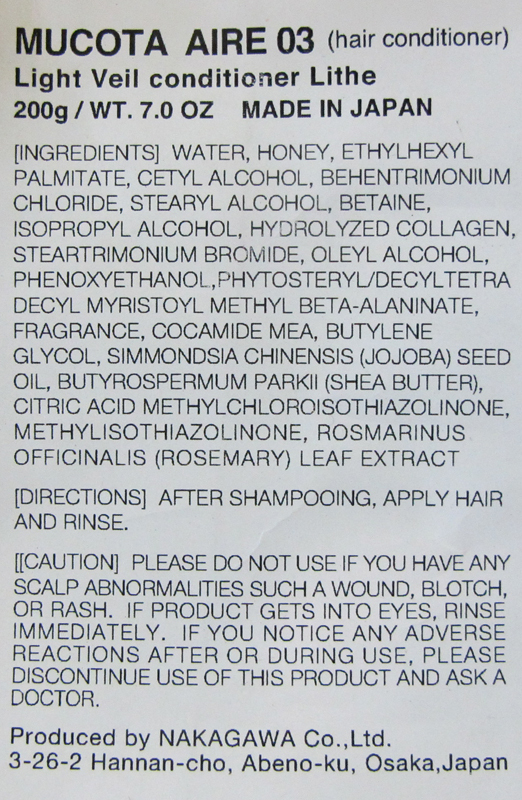 MUCOTA AIRE 03 (hair conditioner)
Light Veil conditioner Lithe
200g / WT. 7.0 OZ MADE IN JAPAN
[INGREDIENTS] WATER, HONEY, ETHYLHEXYL
PALMITATE, CETYL ALCOHOL, BEHENTRIMONIUM
CHLORIDE, STEARYL ALCOHOL, BETAINE,
ISOPROPYL ALCOHOL, HYDROLYZED COLLAGEN,
STEARTRIMONIUM BROMIDE, OLEYL ALCOHOL,
PHENOXYETHANOL,PHYTOSTERYL/DECYLTETRA
DECYL MYRISTOYL METHYL BETA-ALANINATE,
FRAGRANCE, COCAMIDE MEA, BUTYLENE
GLYCOL, SIMMONDSIA CHINENSIS (JOJOBA) SEED
OIL, BUTYROSPERMUM PARKII (SHEA BUTTER),
CITRIC ACID METHYLCHLOROISOTHIAZOLINONE,
METHYLISOTHIAZOLINONE, ROSMARINUS
OFFICINALIS (ROSEMARY) LEAF EXTRACT
[DIRECTIONS] AFTER SHAMPOOING, APPLY HAIR
AND RINSE.
[[CAUTION] PLEASE DO NOT USE IF YOU HAVE ANY
SCALP ABNORMALITIES SUCH A WOUND, BLOTCH,
OR RASH. IF PRODUCT GETS INTO EYES, RINSE
IMMEDIATELY. IF YOU NOTICE ANY ADVERSE
REACTIONS AFTER OR DURING USE, PLEASE
DISCONTINUE USE OF THIS PRODUCT AND ASK A
DOCTOR.
Produced by NAKAGAWA Co.,Ltd.
3-26-2 Hannan-cho, Abeno-ku, Osaka,Japan